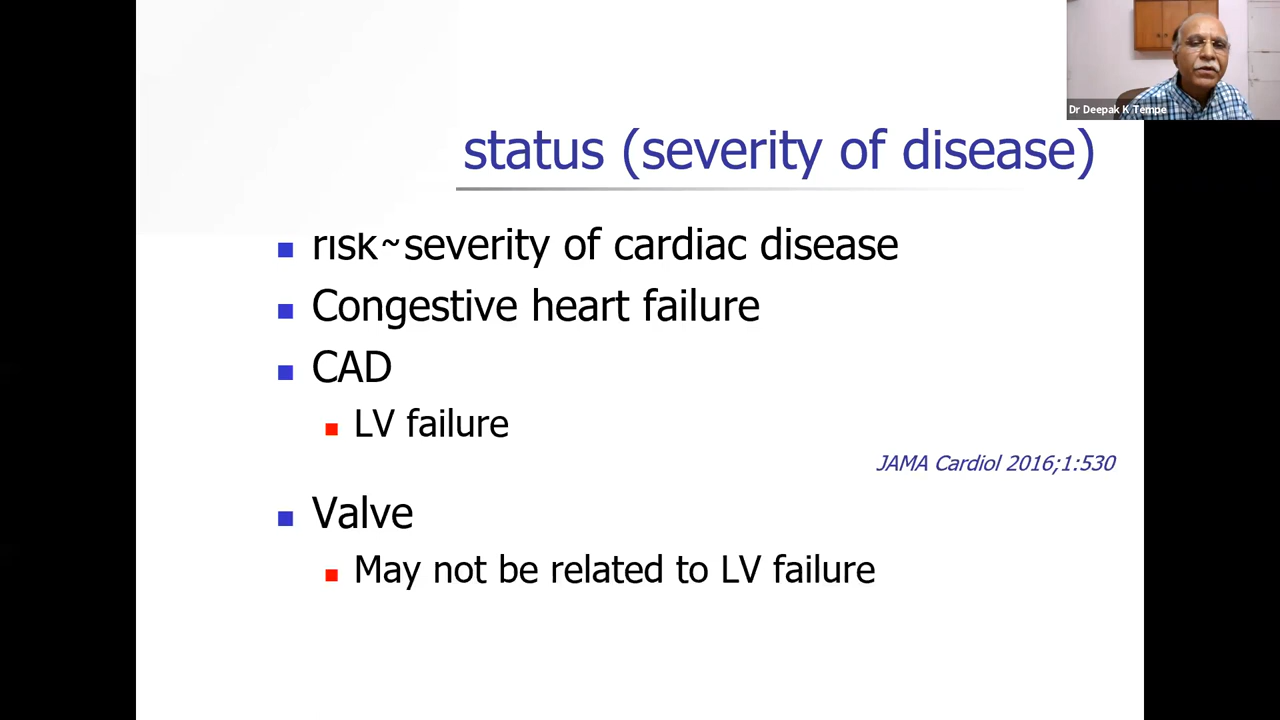 Dr Deepak K Tempe
status (severity of disease)
risk~severity of cardiac disease
Congestive heart failure
CAD
LV failure
JAMA Cardiol 2016;1:530
Valve
May not be related to LV failure